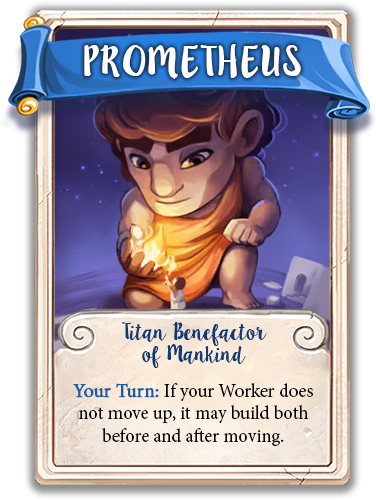 PROMETHEUS
Titan Benefactor
of Mankind
Your Turn: If your Worker does
not move up, it may build both
before and after moving.